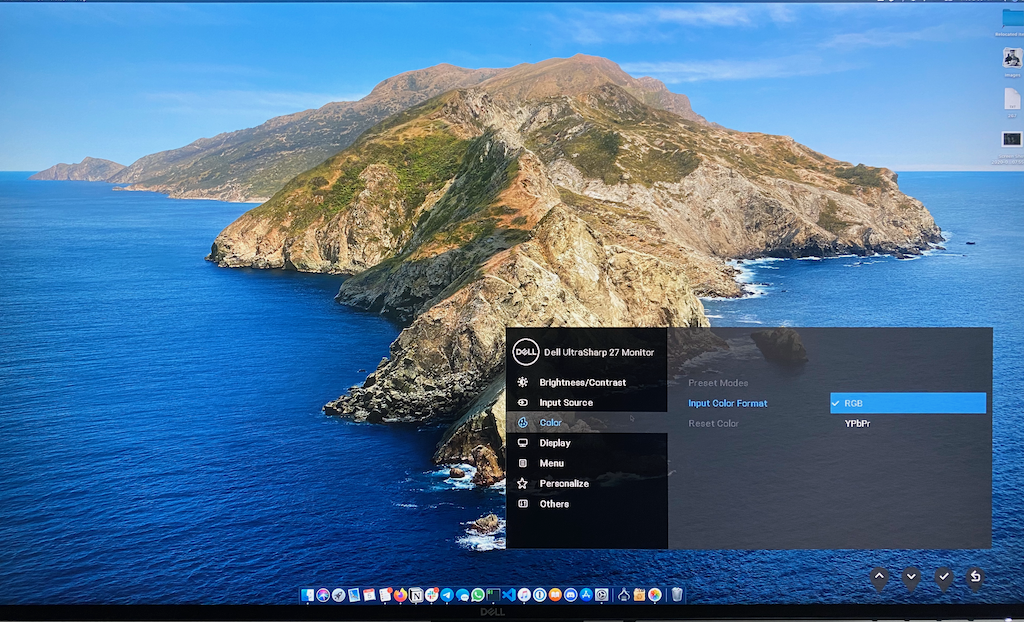 DELL
Dell UltraSharp 27 Monitor
Brightness/Contrast
Input Source
Color
Display
Menu
Personalize
Others
Preset Modes
Input Color Format
Reset Color
RGB
YPbPr
DELL